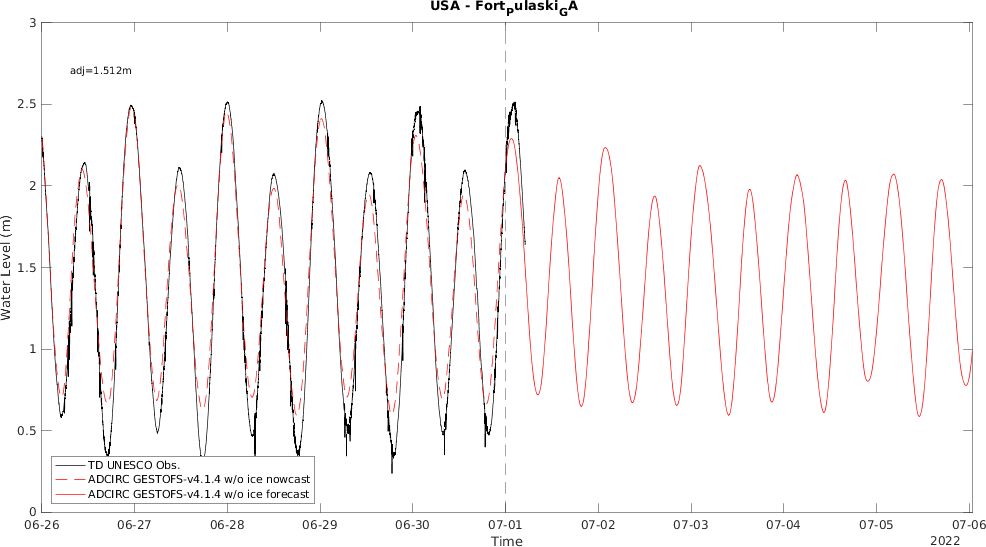 USA - Fort_Pulaski_GA
3
adj=1.512m
2.5
2
Water Level (m)
1.5
1
0.5
TD UNESCO Obs.
ADCIRC GESTOFS-v4.1.4 w/o ice nowcast
ADCIRC GESTOFS-v4.1.4 w/o ice forecast
0
06-26 06-27 06-28 06-29 06-30 07-01 07-02 07-03 07-04 07-05 07-06
Time
2022